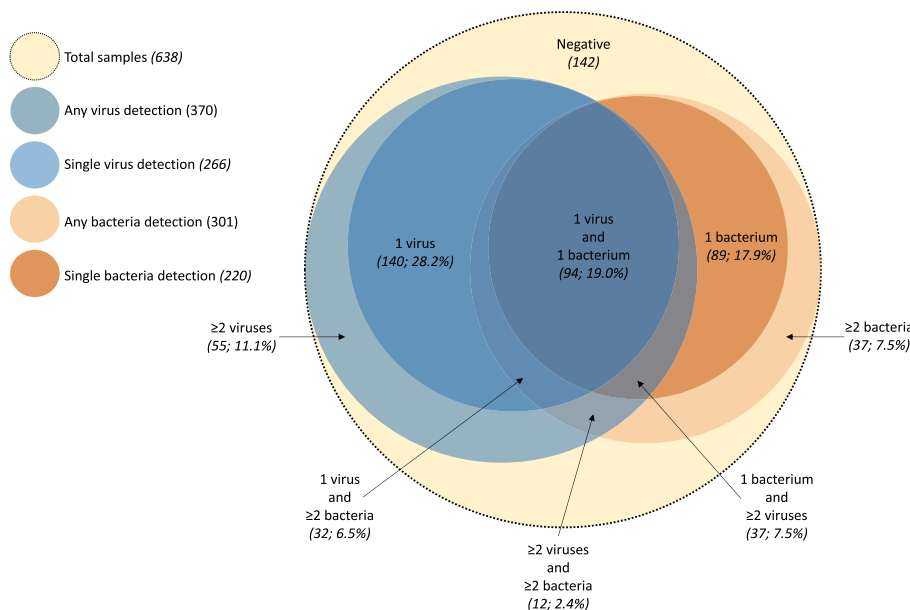 Total samples (638)
Any virus detection (370)
Single virus detection (266)
Any bacteria detection (301)
Single bacteria detection (220)
Negative
(142)
1 virus
(140; 28.2%)
1 virus
and
1 bacterium
(94; 19.0%)
1 bacterium
(89; 17.9%)
≥2 viruses
(55; 11.1%)
≥2 bacteria
(37; 7.5%)
1 virus
and
≥2 bacteria
(32; 6.5%)
≥2 viruses
and
≥2 bacteria
(12; 2.4%)
1 bacterium
and
≥2 viruses
(37; 7.5%)